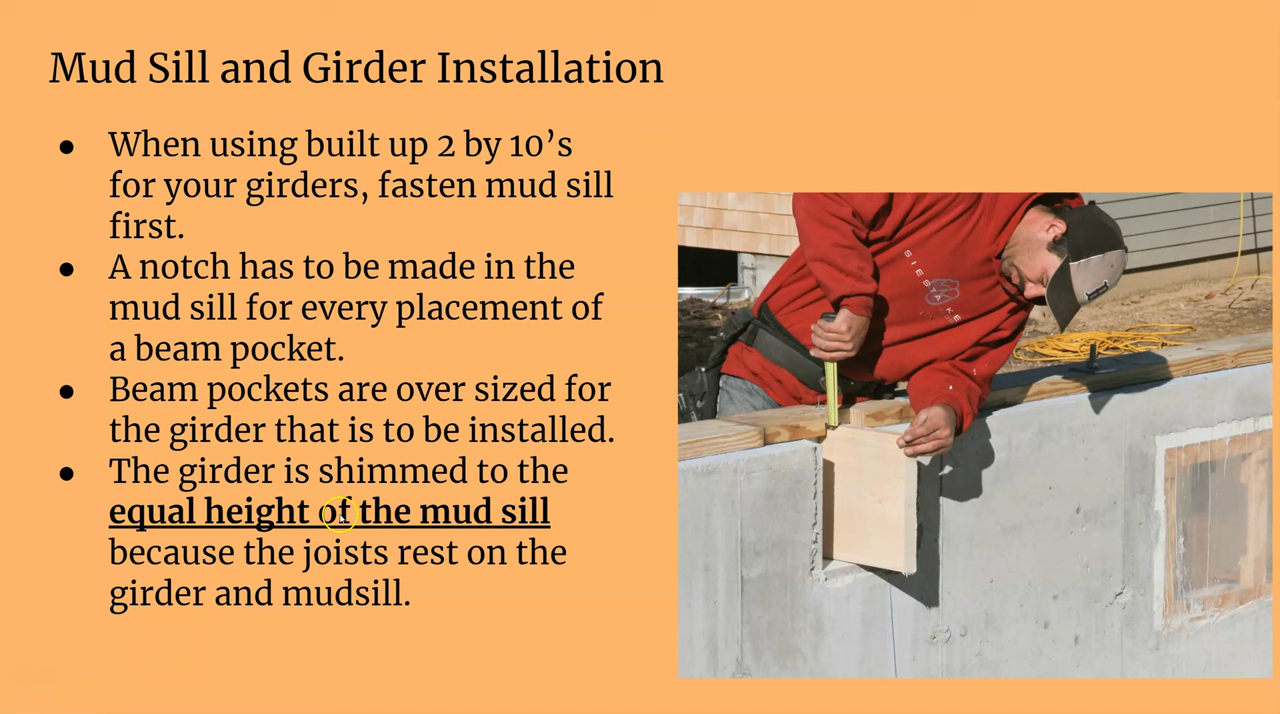 Mud Sill and Girder Installation
● When using built up 2 by 10’s
for your girders, fasten mud sill
first.
● A notch has to be made in the
mud sill for every placement of
a beam pocket.
● Beam pockets are over sized for
the girder that is to be installed.
● The girder is shimmed to the
equal height of the mud sill
because the joists rest on the
girder and mudsill.
SIESTA KE